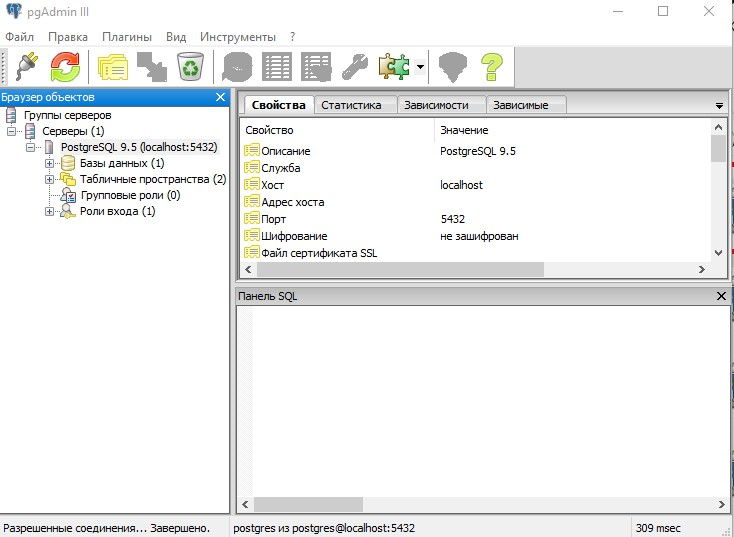 pgAdmin III
Файл Правка Плагины Вид Инструменты ?
Браузер объектов
Группы серверов
Серверы (1)
PostgreSQL 9.5 (localhost:5432)
Базы данных (1)
Табличные пространства (2)
Групповые роли (0)
Роли входа (1)
Свойства Статистика Зависимости Зависимые
Свойство Значение
Описание PostgreSQL 9.5
Служба
Хост localhost
Адрес хоста
Порт 5432
Шифрование не зашифрован
Файл сертификата SSL
Панель SQL
Разрешенные соединения... Завершено. postgres из postgres@localhost:5432 309 msec